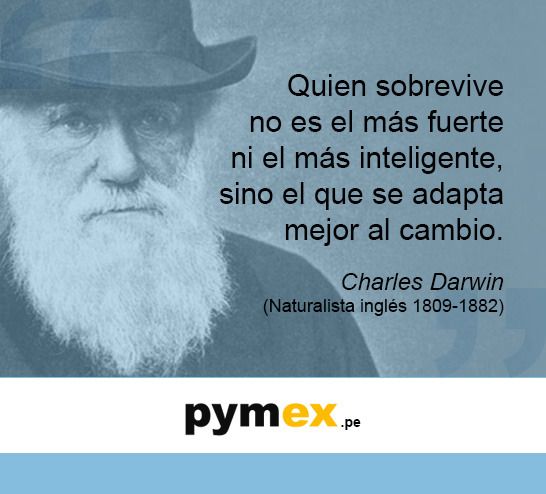 Quien sobrevive
no es el más fuerte
ni el más inteligente,
sino el que se adapta
mejor al cambio.
Charles Darwin
(Naturalista inglés 1809-1882)
pymex.pe